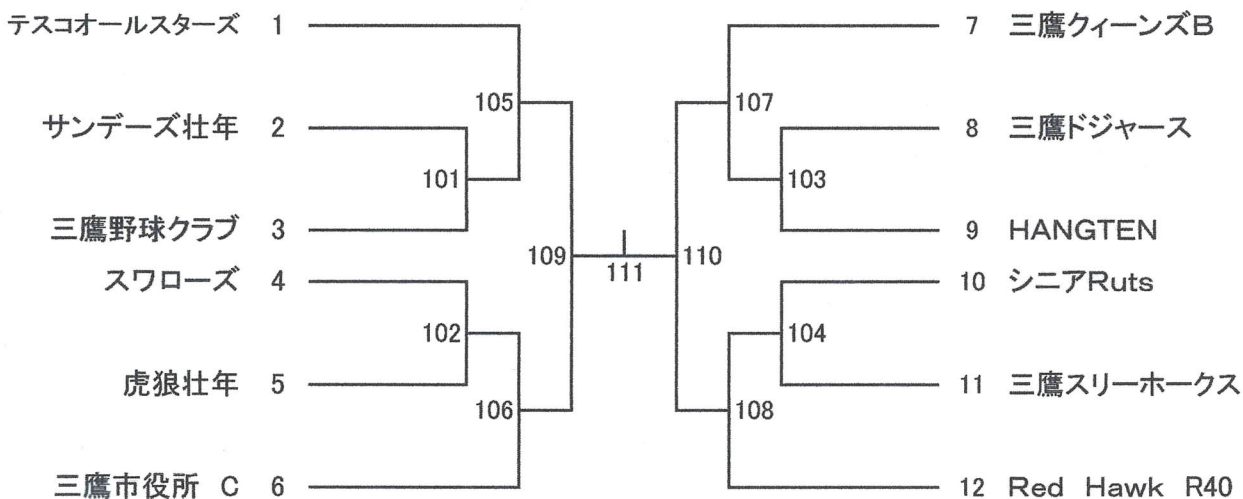 テスコオールスターズ 1
105
サンデーズ壮年 2
101
三鷹野球クラブ 3
スワローズ 4
109
102
虎狼壮年 5
106
三鷹市役所 C 6
111
7 三鷹クィーンズB
107
8 三鷹ドジャース
103
9 HANGTEN
110
10 シニアRuts
104
11 三鷹スリーホークス
108
12 Red Hawk R40